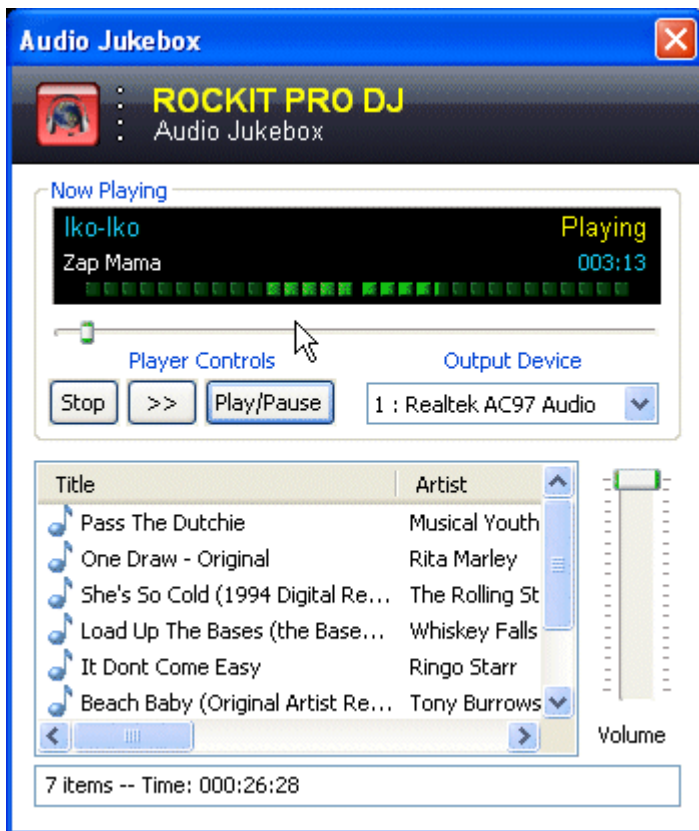 Audio Jukebox
ROCKIT PRO DJ
Audio Jukebox
Now Playing
Iko-Iko Playing
Zap Mama 003:13
Player Controls Output Device
Stop >> Play/Pause 1 : Realtek AC97 Audio
Title Artist
Pass The Dutchie Musical Youth
One Draw - Original Rita Marley
She's So Cold (1994 Digital Re... The Rolling St
Load Up The Bases (the Base... Whiskey Falls
It Dont Come Easy Ringo Starr
Beach Baby (Original Artist Re... Tony Burrows
Volume
7 items -- Time: 000:26:28